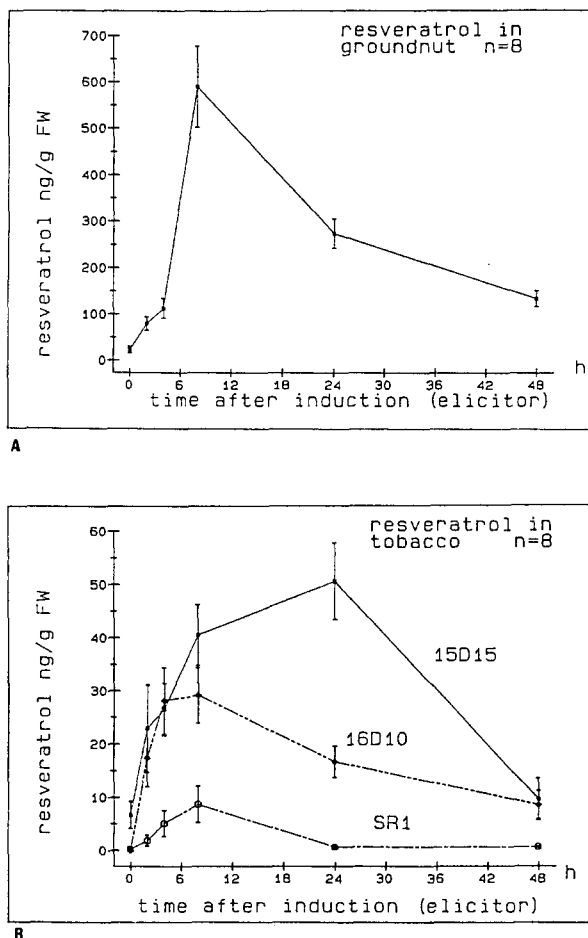 resveratrol in
groundnut n=8
resveratrol ng/g FW
700
600
500
400
300
200
100
0
0 6 12 18 24 30 36 42 48 h
time after induction (elicitor)
A
resveratrol in
tobacco n=8
resveratrol ng/g FW
60
50
40
30
20
10
0
15D15
16D10
SR1
0 6 12 18 24 30 36 42 48 h
time after induction (elicitor)
B